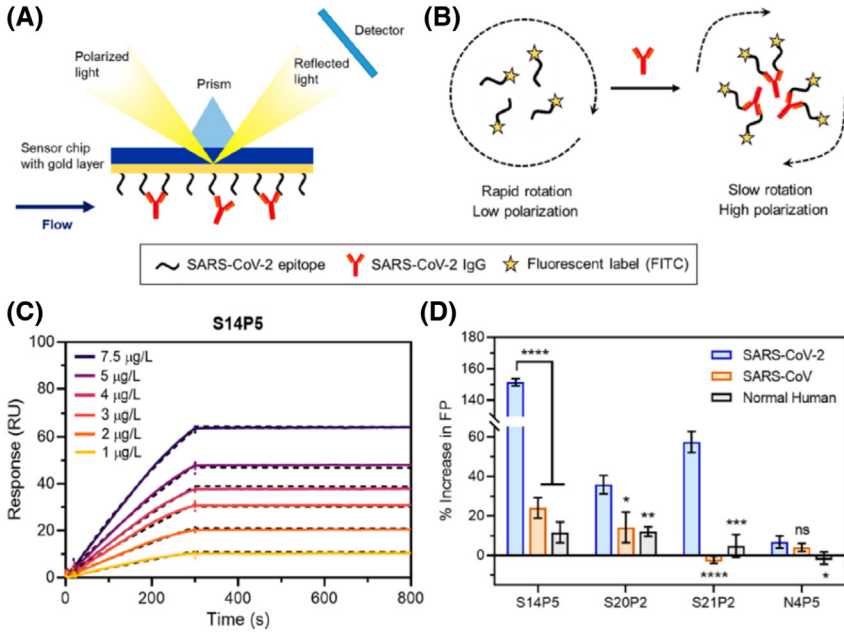 (A)
Polarized
light
Prism
Reflected
light
Detector
Sensor chip
with gold layer
Flow
(B)
Rapid rotation
Low polarization
Slow rotation
High polarization
SARS-CoV-2 epitope
SARS-CoV-2 IgG
Fluorescent label (FITC)
(C)
S14P5
Response (RU)
100
80
60
40
20
0
7.5 µg/L
5 µg/L
4 µg/L
3 µg/L
2 µg/L
1 µg/L
0 200 400 600 800
Time (s)
(D)
% Increase in FP
180
160
150
140
60
40
20
0
SARS-CoV-2
SARS-CoV
Normal Human
****
*
**
****
***
ns
*
S14P5 S20P2 S21P2 N4P5